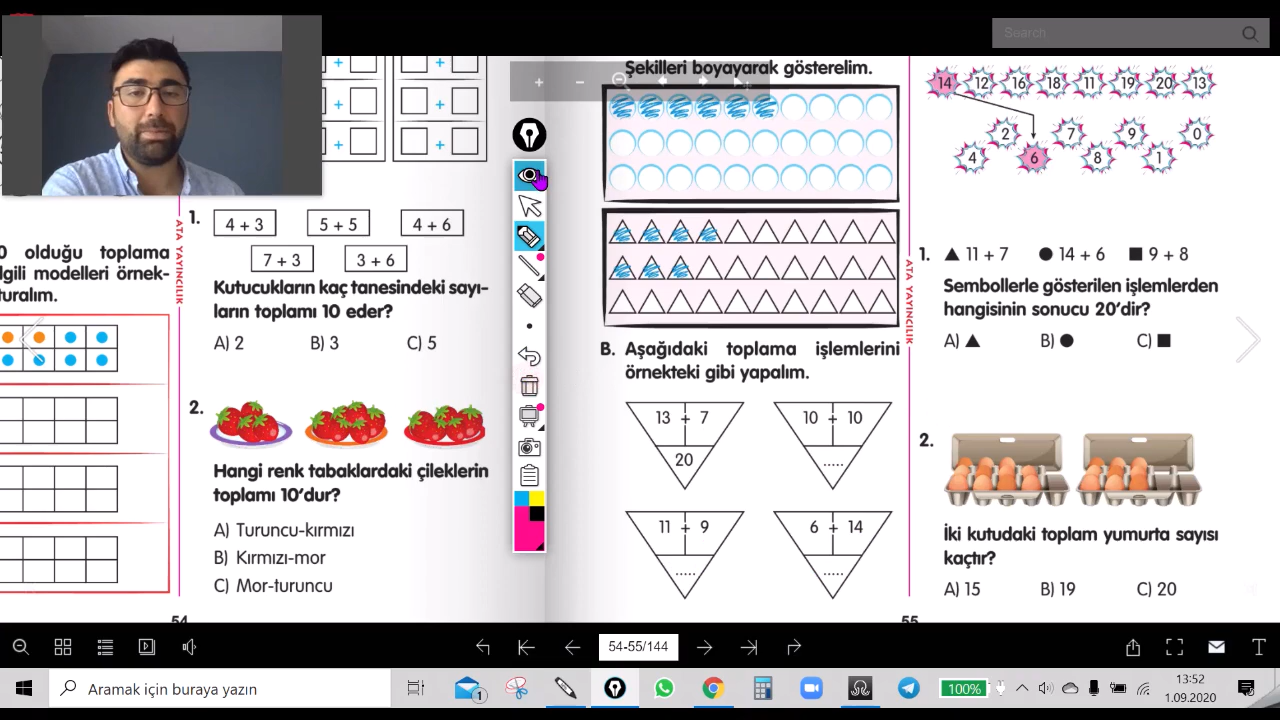 Search
Şekilleri boyayarak gösterelim.
14 12 16 18 11 19 20 13
2 7 9 0
4 6 8 1
+ +
+ +
+ +
0 olduğu toplama
lgili modelleri örnek-
turalım.
ATA YAYINCILIK
1.
4 + 3 5 + 5 4 + 6
7 + 3 3 + 6
Kutucukların kaç tanesindeki sayı-
ların toplamı 10 eder?
A) 2 B) 3 C) 5
2.
Hangi renk tabaklardaki çileklerin
toplamı 10’dur?
A) Turuncu-kırmızı
B) Kırmızı-mor
C) Mor-turuncu
54
B. Aşağıdaki toplama işlemlerini
örnekteki gibi yapalım.
13 + 7 10 + 10
20 .....
11 + 9 6 + 14
..... .....
ATA YAYINCILIK
1. ▲ 11 + 7 ● 14 + 6 ■ 9 + 8
Sembollerle gösterilen işlemlerden
hangisinin sonucu 20’dir?
A) ▲ B) ● C) ■
2.
İki kutudaki toplam yumurta sayısı
kaçtır?
A) 15 B) 19 C) 20
55
54-55/144
Aramak için buraya yazın
1
100%
13:52
1.09.2020